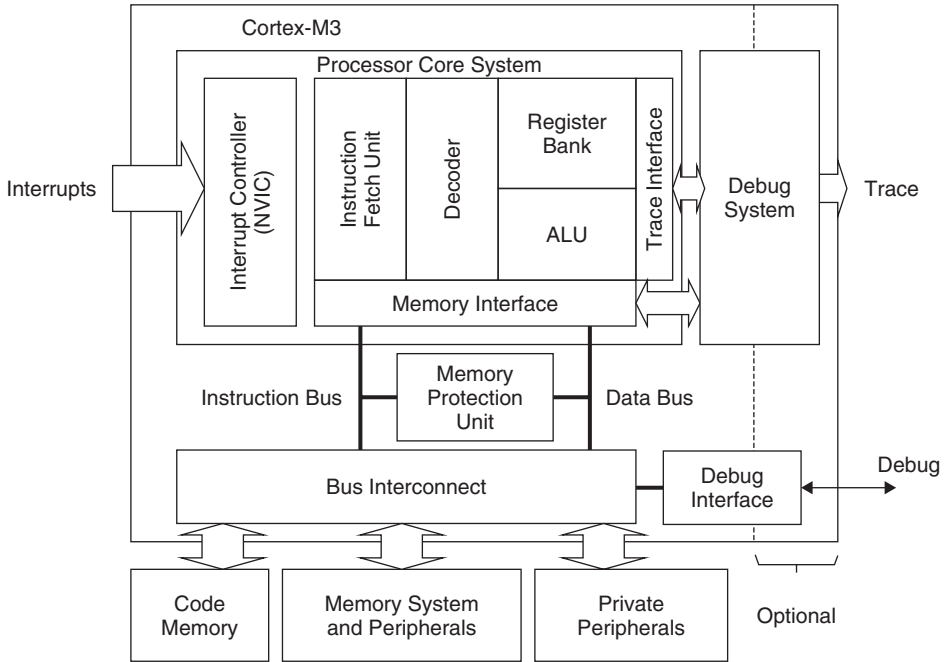 Cortex-M3
Processor Core System
Interrupts
Interrupt Controller
(NVIC)
Instruction
Fetch Unit
Decoder
Register
Bank
ALU
Trace Interface
Debug
System
Trace
Memory Interface
Instruction Bus
Memory
Protection
Unit
Data Bus
Bus Interconnect
Debug
Interface
Debug
Code
Memory
Memory System
and Peripherals
Private
Peripherals
Optional